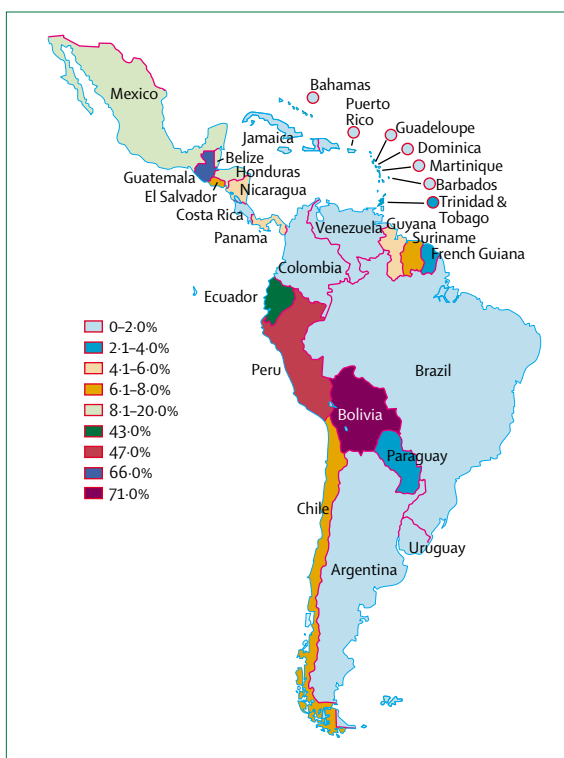 Bahamas
Puerto
Rico
Mexico
Guadeloupe
Jamaica
Dominica
Belize
Martinique
Honduras
Guatemala
Barbados
Nicaragua
El Salvador
Trinidad &
Tobago
Costa Rica
Guyana
Venezuela
Suriname
Panama
French Guiana
Colombia
Ecuador
0–2·0%
2·1–4·0%
4·1–6·0%
6·1–8·0%
8·1–20·0%
43·0%
47·0%
66·0%
71·0%
Peru
Brazil
Bolivia
Paraguay
Chile
Uruguay
Argentina